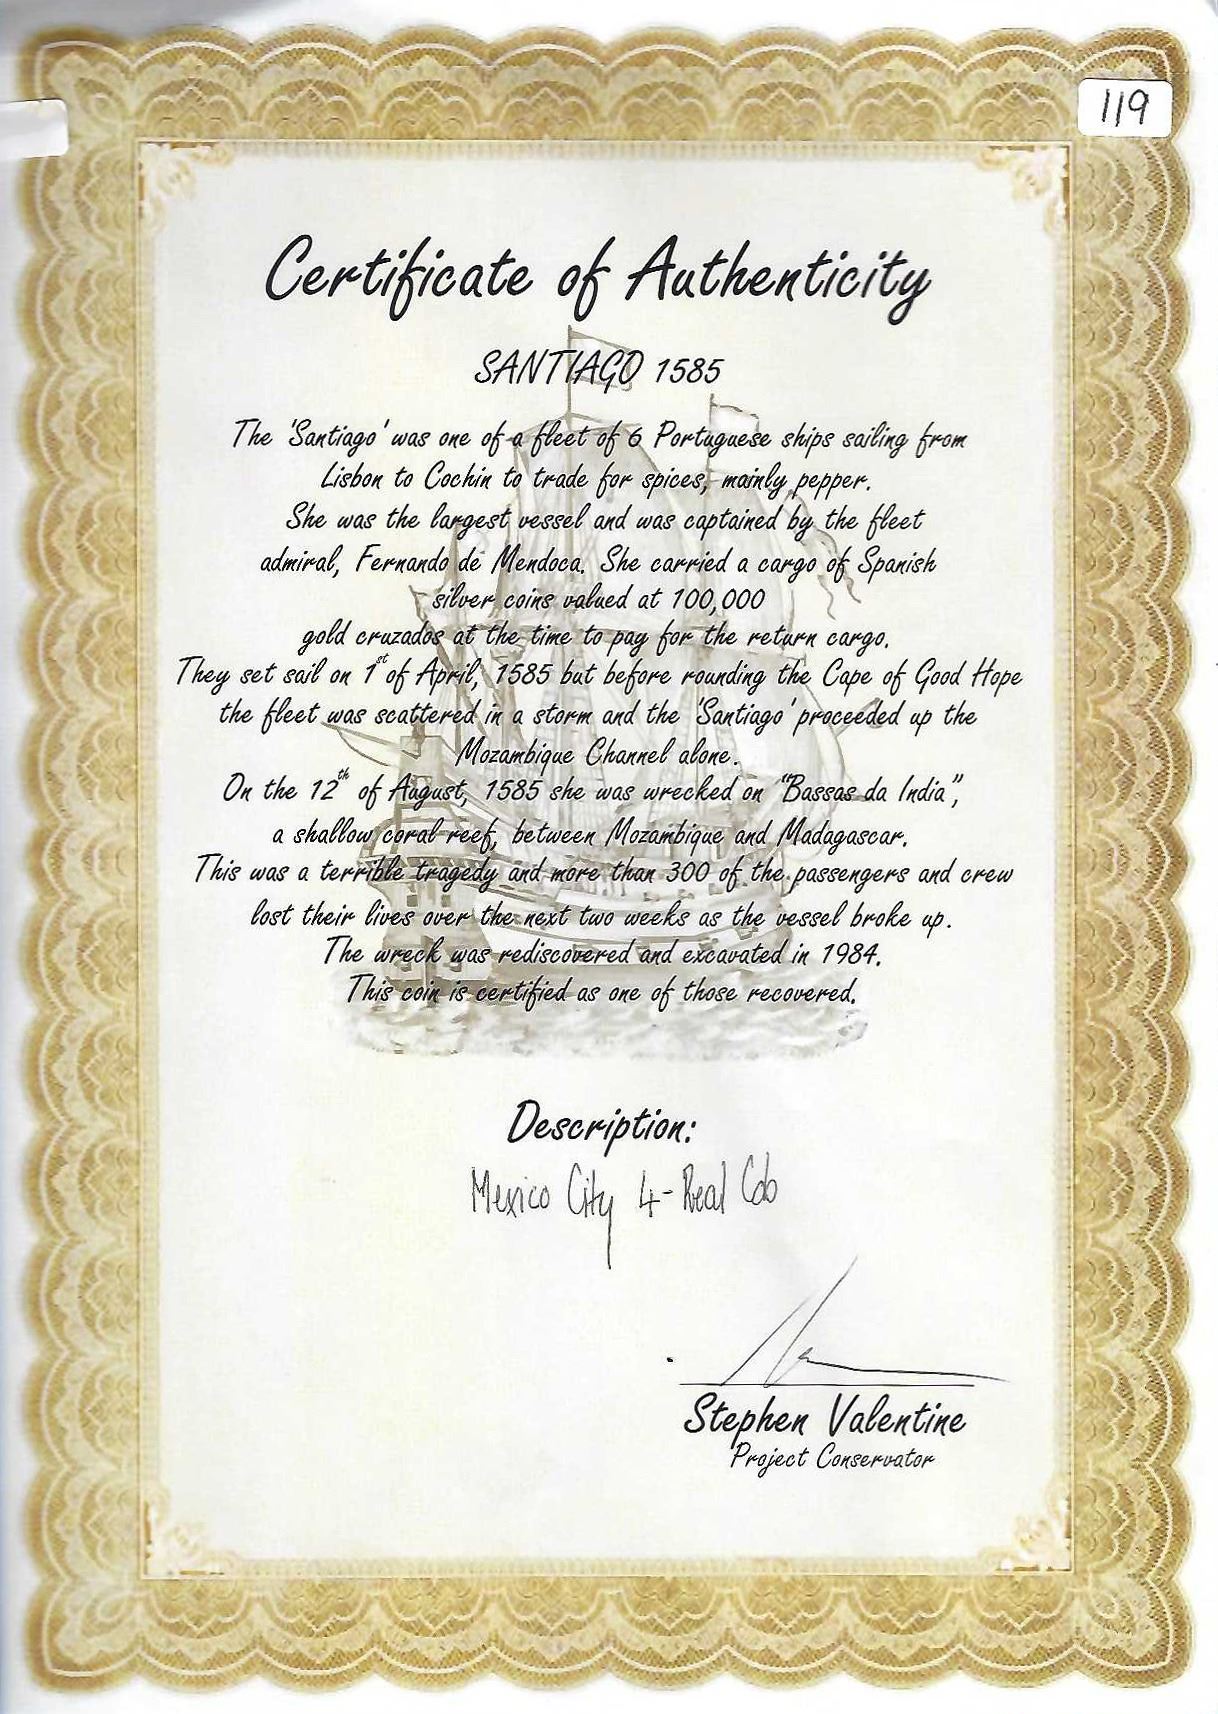 119
Certificate of Authenticity
SANTIAGO 1585
The 'Santiago' was one of a fleet of 6 Portuguese ships sailing from
Lisbon to Cochin to trade for spices, mainly pepper.
She was the largest vessel and was captained by the fleet
admiral, Fernando de Mendoca. She carried a cargo of Spanish
silver coins valued at 100,000
gold cruzados at the time to pay for the return cargo.
They set sail on 1st of April, 1585 but before rounding the Cape of Good Hope
the fleet was scattered in a storm and the 'Santiago' proceeded up the
Mozambique Channel alone.
On the 12th of August, 1585 she was wrecked on "Bassas da India",
a shallow coral reef, between Mozambique and Madagascar.
This was a terrible tragedy and more than 300 of the passengers and crew
lost their lives over the next two weeks as the vessel broke up.
The wreck was rediscovered and excavated in 1984.
This coin is certified as one of those recovered.
Description:
Mexico City 4-Real Cob
Stephen Valentine
Project Conservator